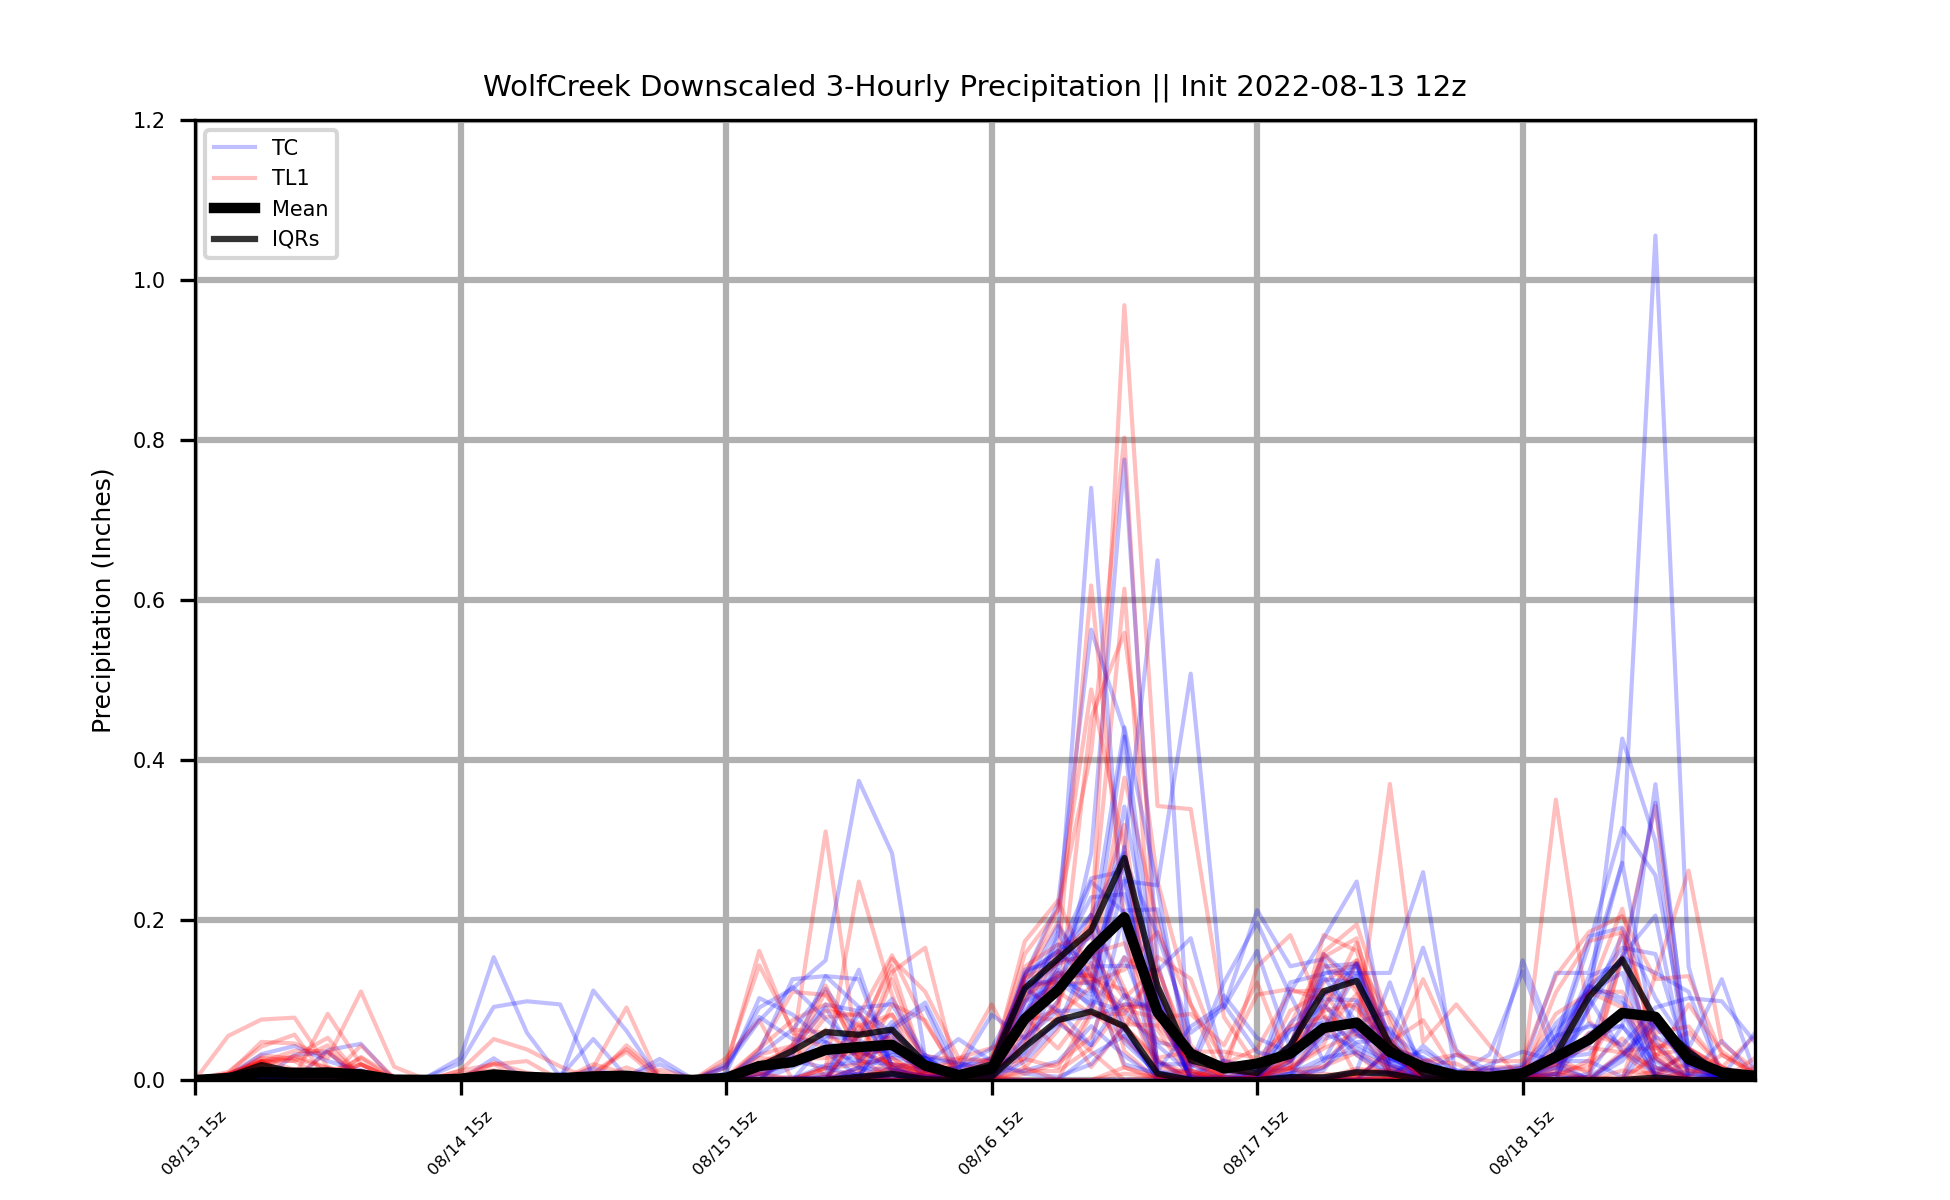 WolfCreek Downscaled 3-Hourly Precipitation || Init 2022-08-13 12z
1.2
1.0
0.8
0.6
0.4
0.2
0.0
Precipitation (Inches)
TC
TL1
Mean
IQRs
08/13 15z
08/14 15z
08/15 15z
08/16 15z
08/17 15z
08/18 15z